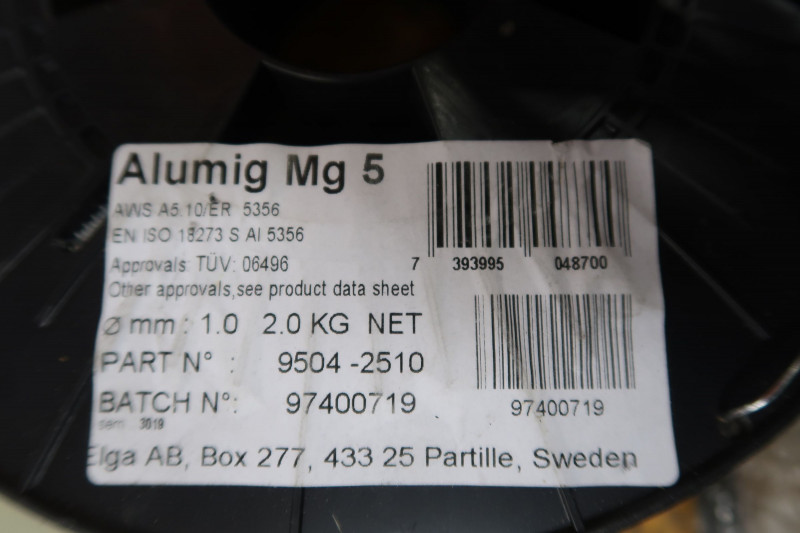 Alumig Mg 5
AWS A5.10/ER 5356
EN ISO 18273 S Al 5356
Approvals: TÜV: 06496
Other approvals,see product data sheet
7 393995 048700
Ø mm : 1.0 2.0 KG NET
PART N° : 9504 -2510
BATCH N°: 97400719
97400719
sem 3019
Elga AB, Box 277, 433 25 Partille, Sweden